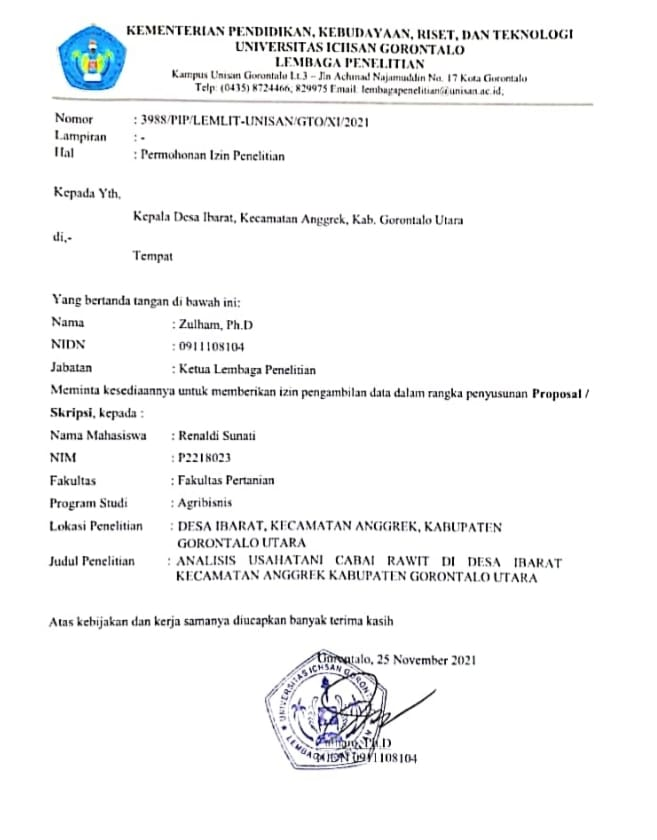 KEMENTERIAN PENDIDIKAN, KEBUDAYAAN, RISET, DAN TEKNOLOGI
UNIVERSITAS ICHSAN GORONTALO
LEMBAGA PENELITIAN
Kampus Unisan Gorontalo Lt.3 – Jln Achmad Najamuddin No. 17 Kota Gorontalo
Telp: (0435) 8724466, 829975 Email: lembagapenelitian@unisan.ac.id.
Nomor : 3988/PIP/LEMLIT-UNISAN/GTO/XI/2021
Lampiran : -
Hal : Permohonan Izin Penelitian
Kepada Yth,
Kepala Desa Ibarat, Kecamatan Anggrek, Kab. Gorontalo Utara
di,-
Tempat
Yang bertanda tangan di bawah ini:
Nama : Zulham, Ph.D
NIDN : 0911108104
Jabatan : Ketua Lembaga Penelitian
Meminta kesediaannya untuk memberikan izin pengambilan data dalam rangka penyusunan Proposal /
Skripsi, kepada :
Nama Mahasiswa : Renaldi Sunati
NIM : P2218023
Fakultas : Fakultas Pertanian
Program Studi : Agribisnis
Lokasi Penelitian : DESA IBARAT, KECAMATAN ANGGREK, KABUPATEN
GORONTALO UTARA
Judul Penelitian : ANALISIS USAHATANI CABAI RAWIT DI DESA IBARAT
KECAMATAN ANGGREK KABUPATEN GORONTALO UTARA
Atas kebijakan dan kerja samanya diucapkan banyak terima kasih
Gorontalo, 25 November 2021
UNIVERSITAS ICHSAN GORONTALO
LEMBAGA
Zulham, Ph.D
NIDN 0911108104